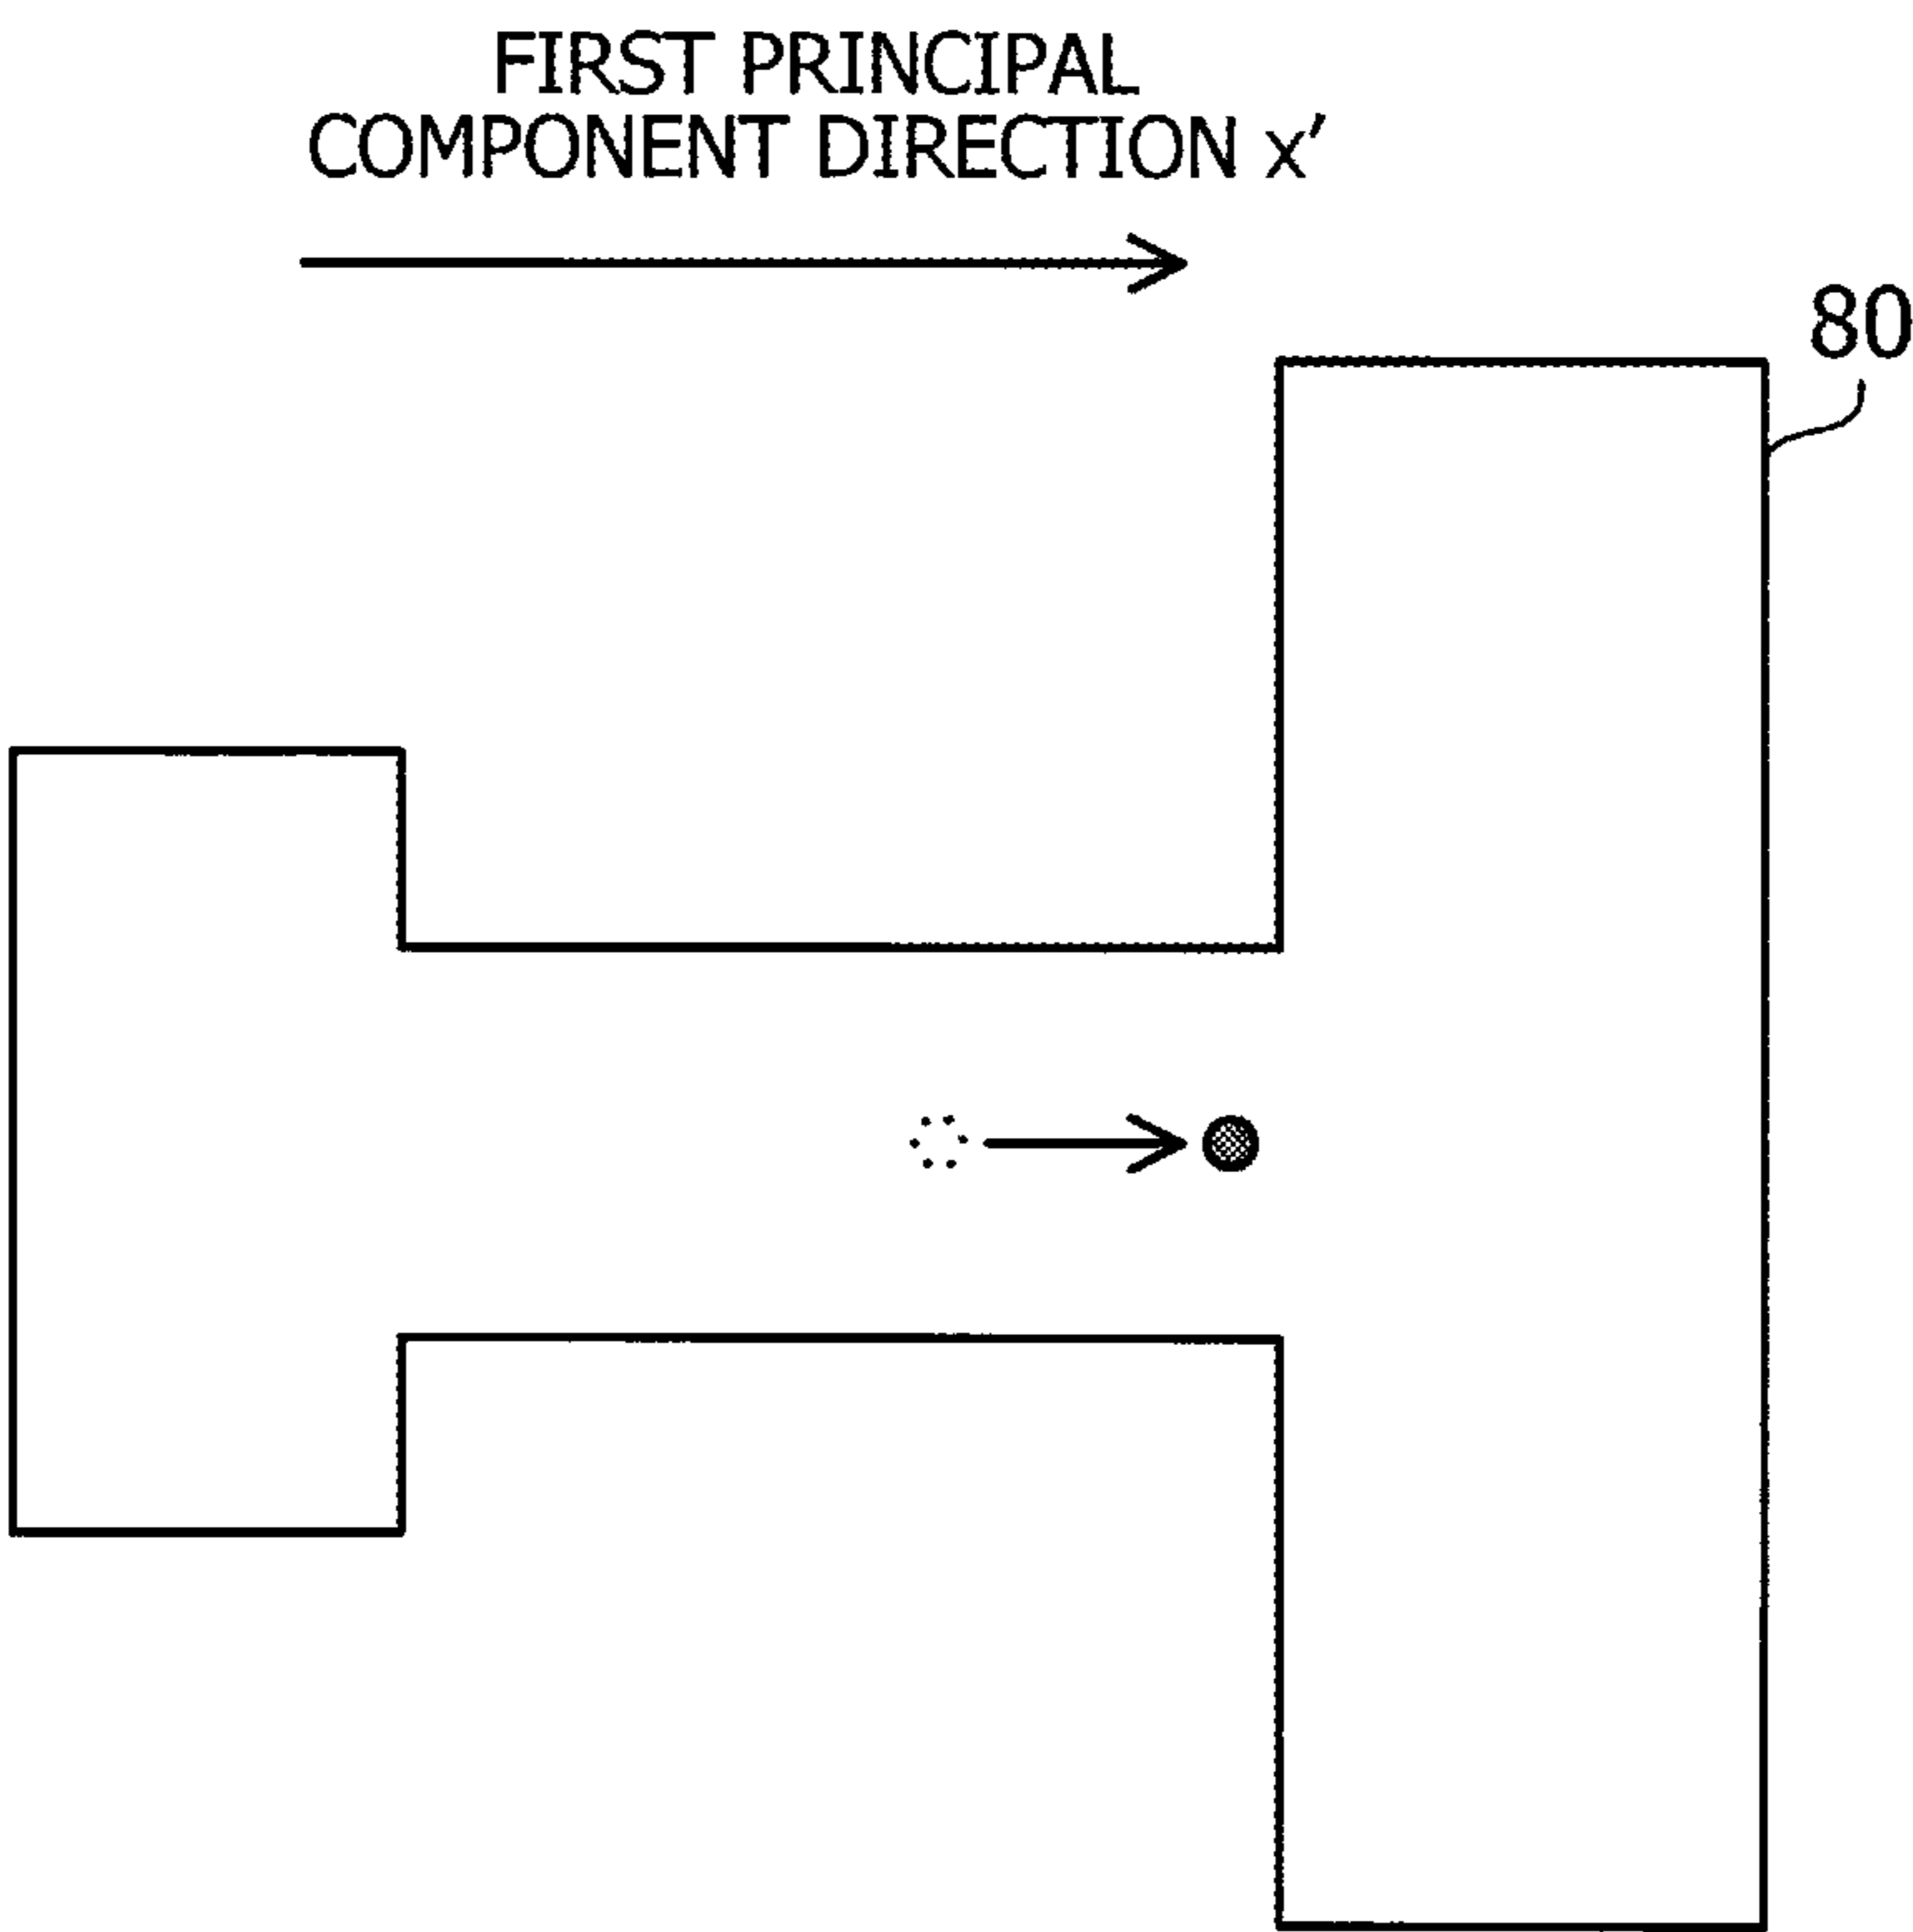 FIRST PRINCIPAL
COMPONENT DIRECTION x′
80